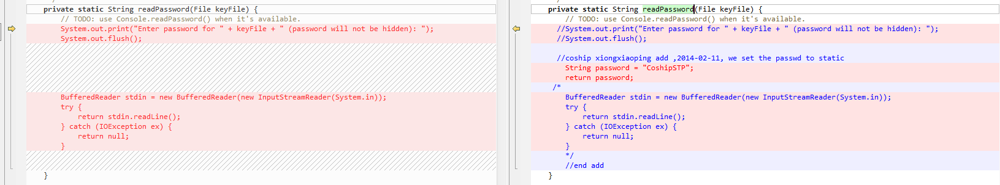 private static String readPassword(File keyFile) {
// TODO: use Console.readPassword() when it's available.
System.out.print("Enter password for " + keyFile + " (password will not be hidden): ");
System.out.flush();
BufferedReader stdin = new BufferedReader(new InputStreamReader(System.in));
try {
return stdin.readLine();
} catch (IOException ex) {
return null;
}
}
private static String readPassword(File keyFile) {
// TODO: use Console.readPassword() when it's available.
//System.out.print("Enter password for " + keyFile + " (password will not be hidden): ");
//System.out.flush();
//coship xiongxiaoping add ,2014-02-11, we set the passwd to static
String password = "CoshipSTP";
return password;
/*
BufferedReader stdin = new BufferedReader(new InputStreamReader(System.in));
try {
return stdin.readLine();
} catch (IOException ex) {
return null;
}
*/
//end add
}